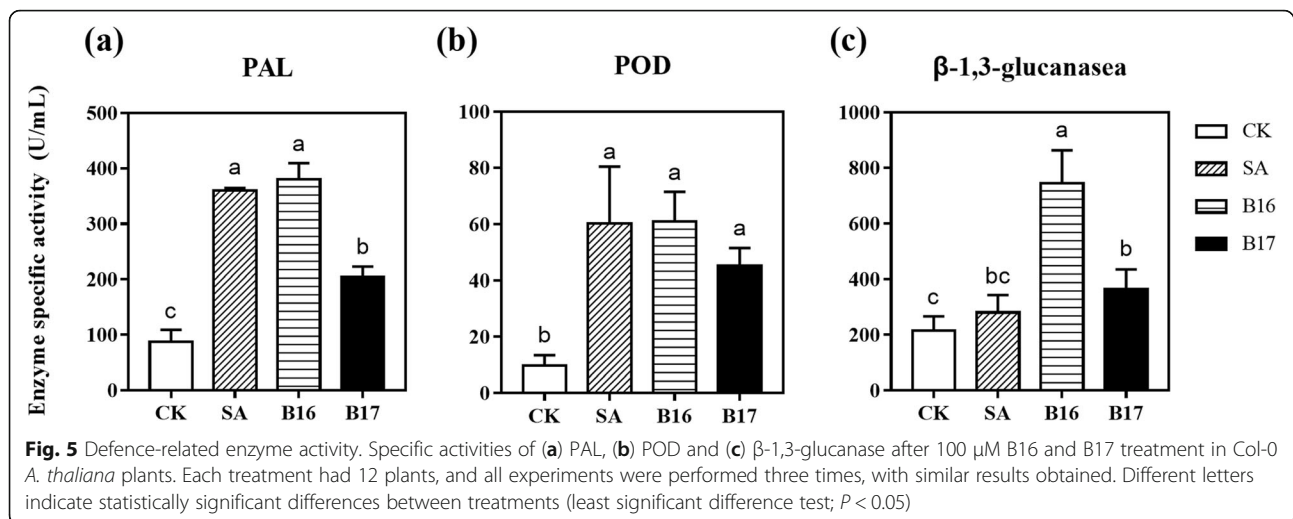 (a)
PAL
(b)
POD
(c)
β-1,3-glucanasea
Enzyme specific activity (U/mL)
500
400
300
200
100
0
c
a
a
b
CK SA B16 B17
100
80
60
40
20
0
b
a
a
a
CK SA B16 B17
1000
800
600
400
200
0
c
bc
a
b
CK SA B16 B17
CK
SA
B16
B17
Fig. 5 Defence-related enzyme activity. Specific activities of (a) PAL, (b) POD and (c) β-1,3-glucanase after 100 μM B16 and B17 treatment in Col-0
A. thaliana plants. Each treatment had 12 plants, and all experiments were performed three times, with similar results obtained. Different letters
indicate statistically significant differences between treatments (least significant difference test; P < 0.05)